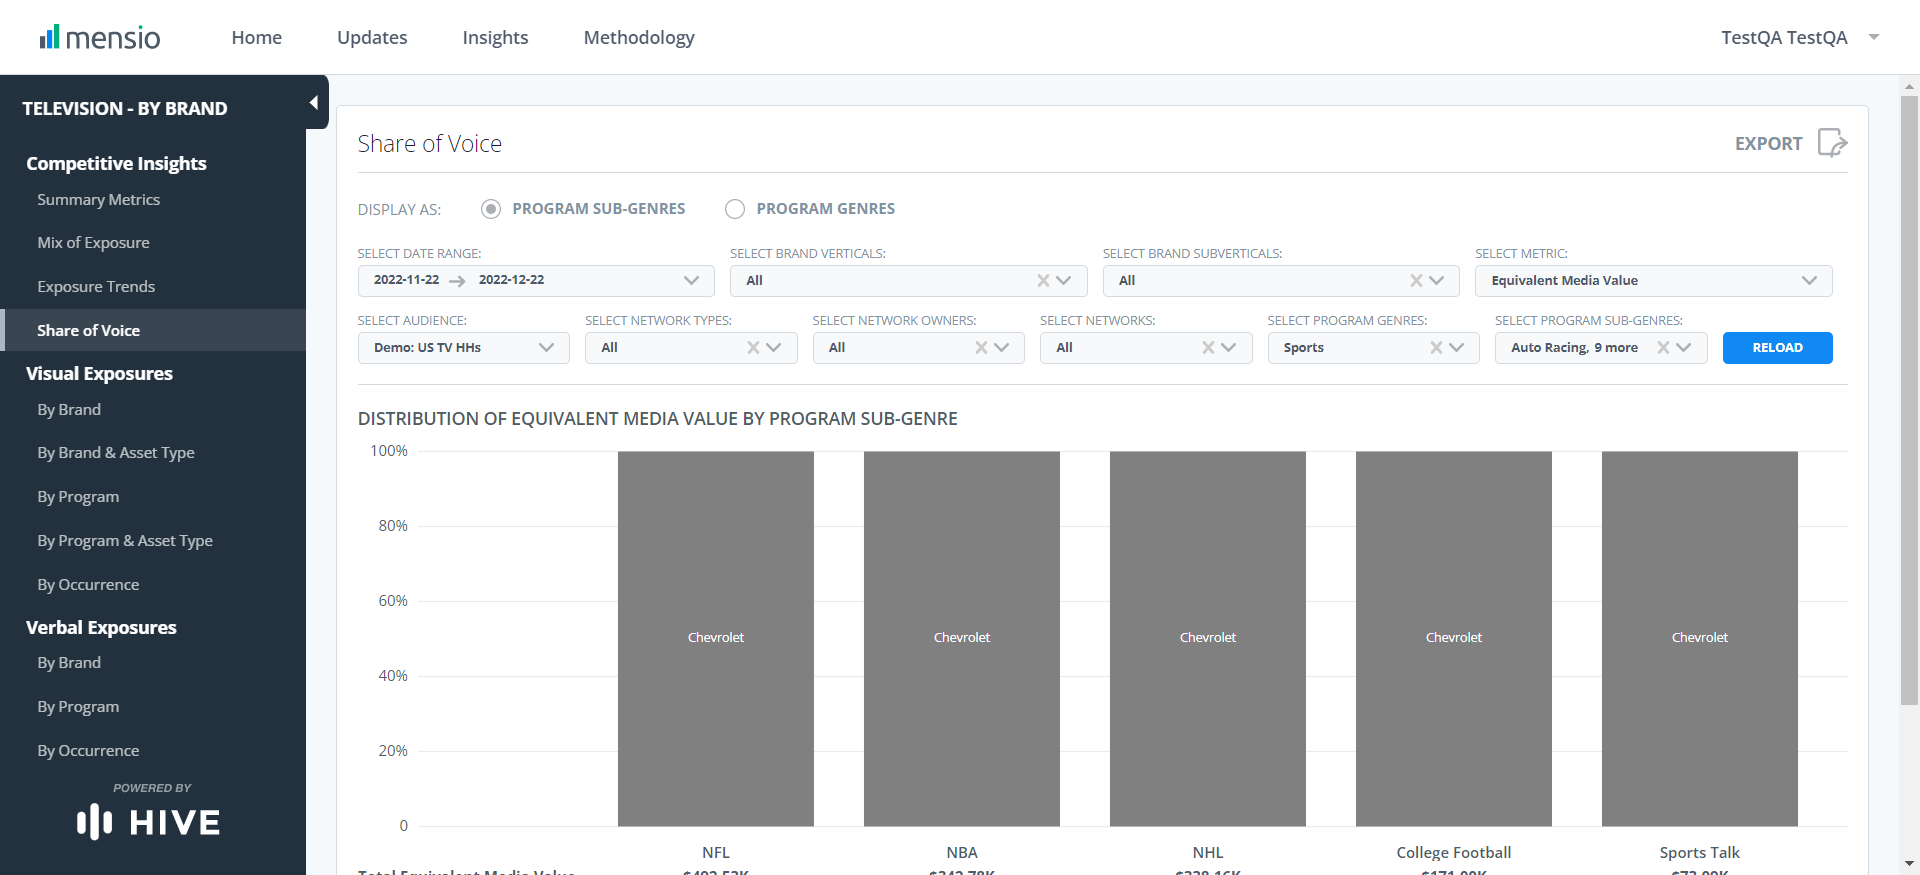 mensio
Home
Updates
Insights
Methodology
TestQA TestQA
TELEVISION - BY BRAND
Competitive Insights
Summary Metrics
Mix of Exposure
Exposure Trends
Share of Voice
Visual Exposures
By Brand
By Brand & Asset Type
By Program
By Program & Asset Type
By Occurrence
Verbal Exposures
By Brand
By Program
By Occurrence
POWERED BY
HIVE
Share of Voice
EXPORT
DISPLAY AS: PROGRAM SUB-GENRES PROGRAM GENRES
SELECT DATE RANGE: SELECT BRAND VERTICALS: SELECT BRAND SUBVERTICALS: SELECT METRIC:
2022-11-22 → 2022-12-22 All All Equivalent Media Value
SELECT AUDIENCE: SELECT NETWORK TYPES: SELECT NETWORK OWNERS: SELECT NETWORKS: SELECT PROGRAM GENRES: SELECT PROGRAM SUB-GENRES:
Demo: US TV HHs All All All Sports Auto Racing, 9 more RELOAD
DISTRIBUTION OF EQUIVALENT MEDIA VALUE BY PROGRAM SUB-GENRE
100%
80%
60%
Chevrolet Chevrolet Chevrolet Chevrolet Chevrolet
40%
20%
0
NFL NBA NHL College Football Sports Talk
Total Equivalent Media Value